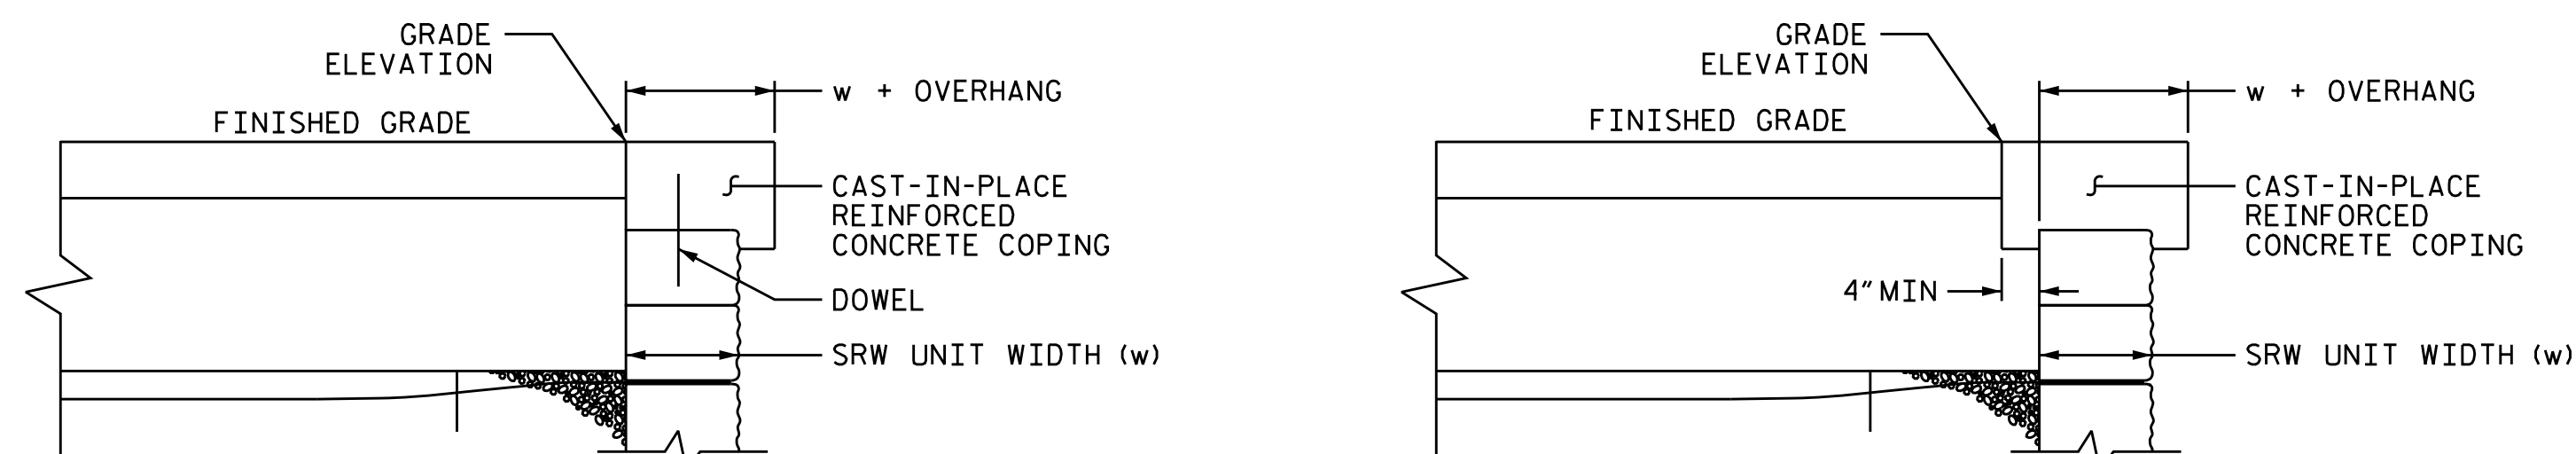 GRADE
ELEVATION
w + OVERHANG
FINISHED GRADE
CAST-IN-PLACE
REINFORCED
CONCRETE COPING
DOWEL
SRW UNIT WIDTH (w)
GRADE
ELEVATION
w + OVERHANG
FINISHED GRADE
CAST-IN-PLACE
REINFORCED
CONCRETE COPING
4" MIN
SRW UNIT WIDTH (w)